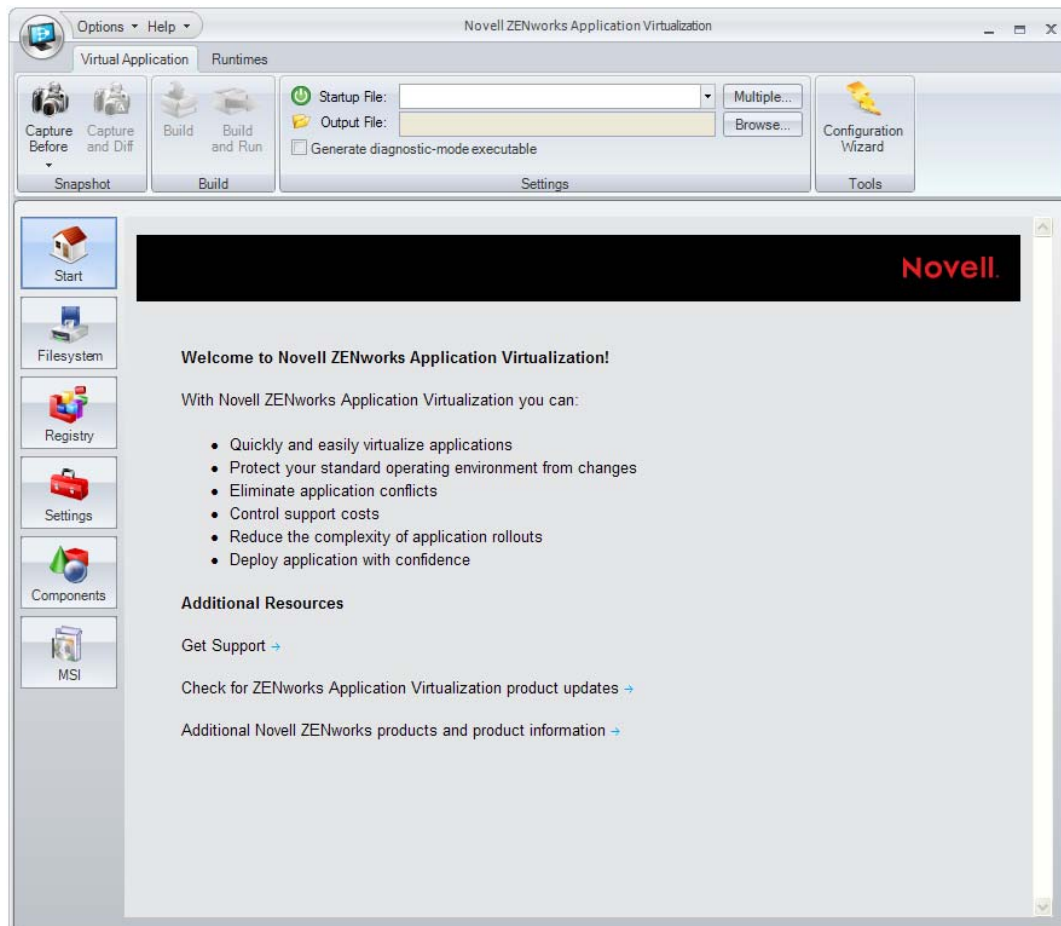 Options Help Novell ZENworks Application Virtualization
Virtual Application Runtimes
Startup File: Multiple...
Output File: Browse...
Capture Before
Capture and Diff
Build
Build and Run
Configuration Wizard
Generate diagnostic-mode executable
Snapshot Build Settings Tools
Start
Novell.
Filesystem
Registry
Settings
Components
MSI
Welcome to Novell ZENworks Application Virtualization!
With Novell ZENworks Application Virtualization you can:
• Quickly and easily virtualize applications
• Protect your standard operating environment from changes
• Eliminate application conflicts
• Control support costs
• Reduce the complexity of application rollouts
• Deploy application with confidence
Additional Resources
Get Support →
Check for ZENworks Application Virtualization product updates →
Additional Novell ZENworks products and product information →